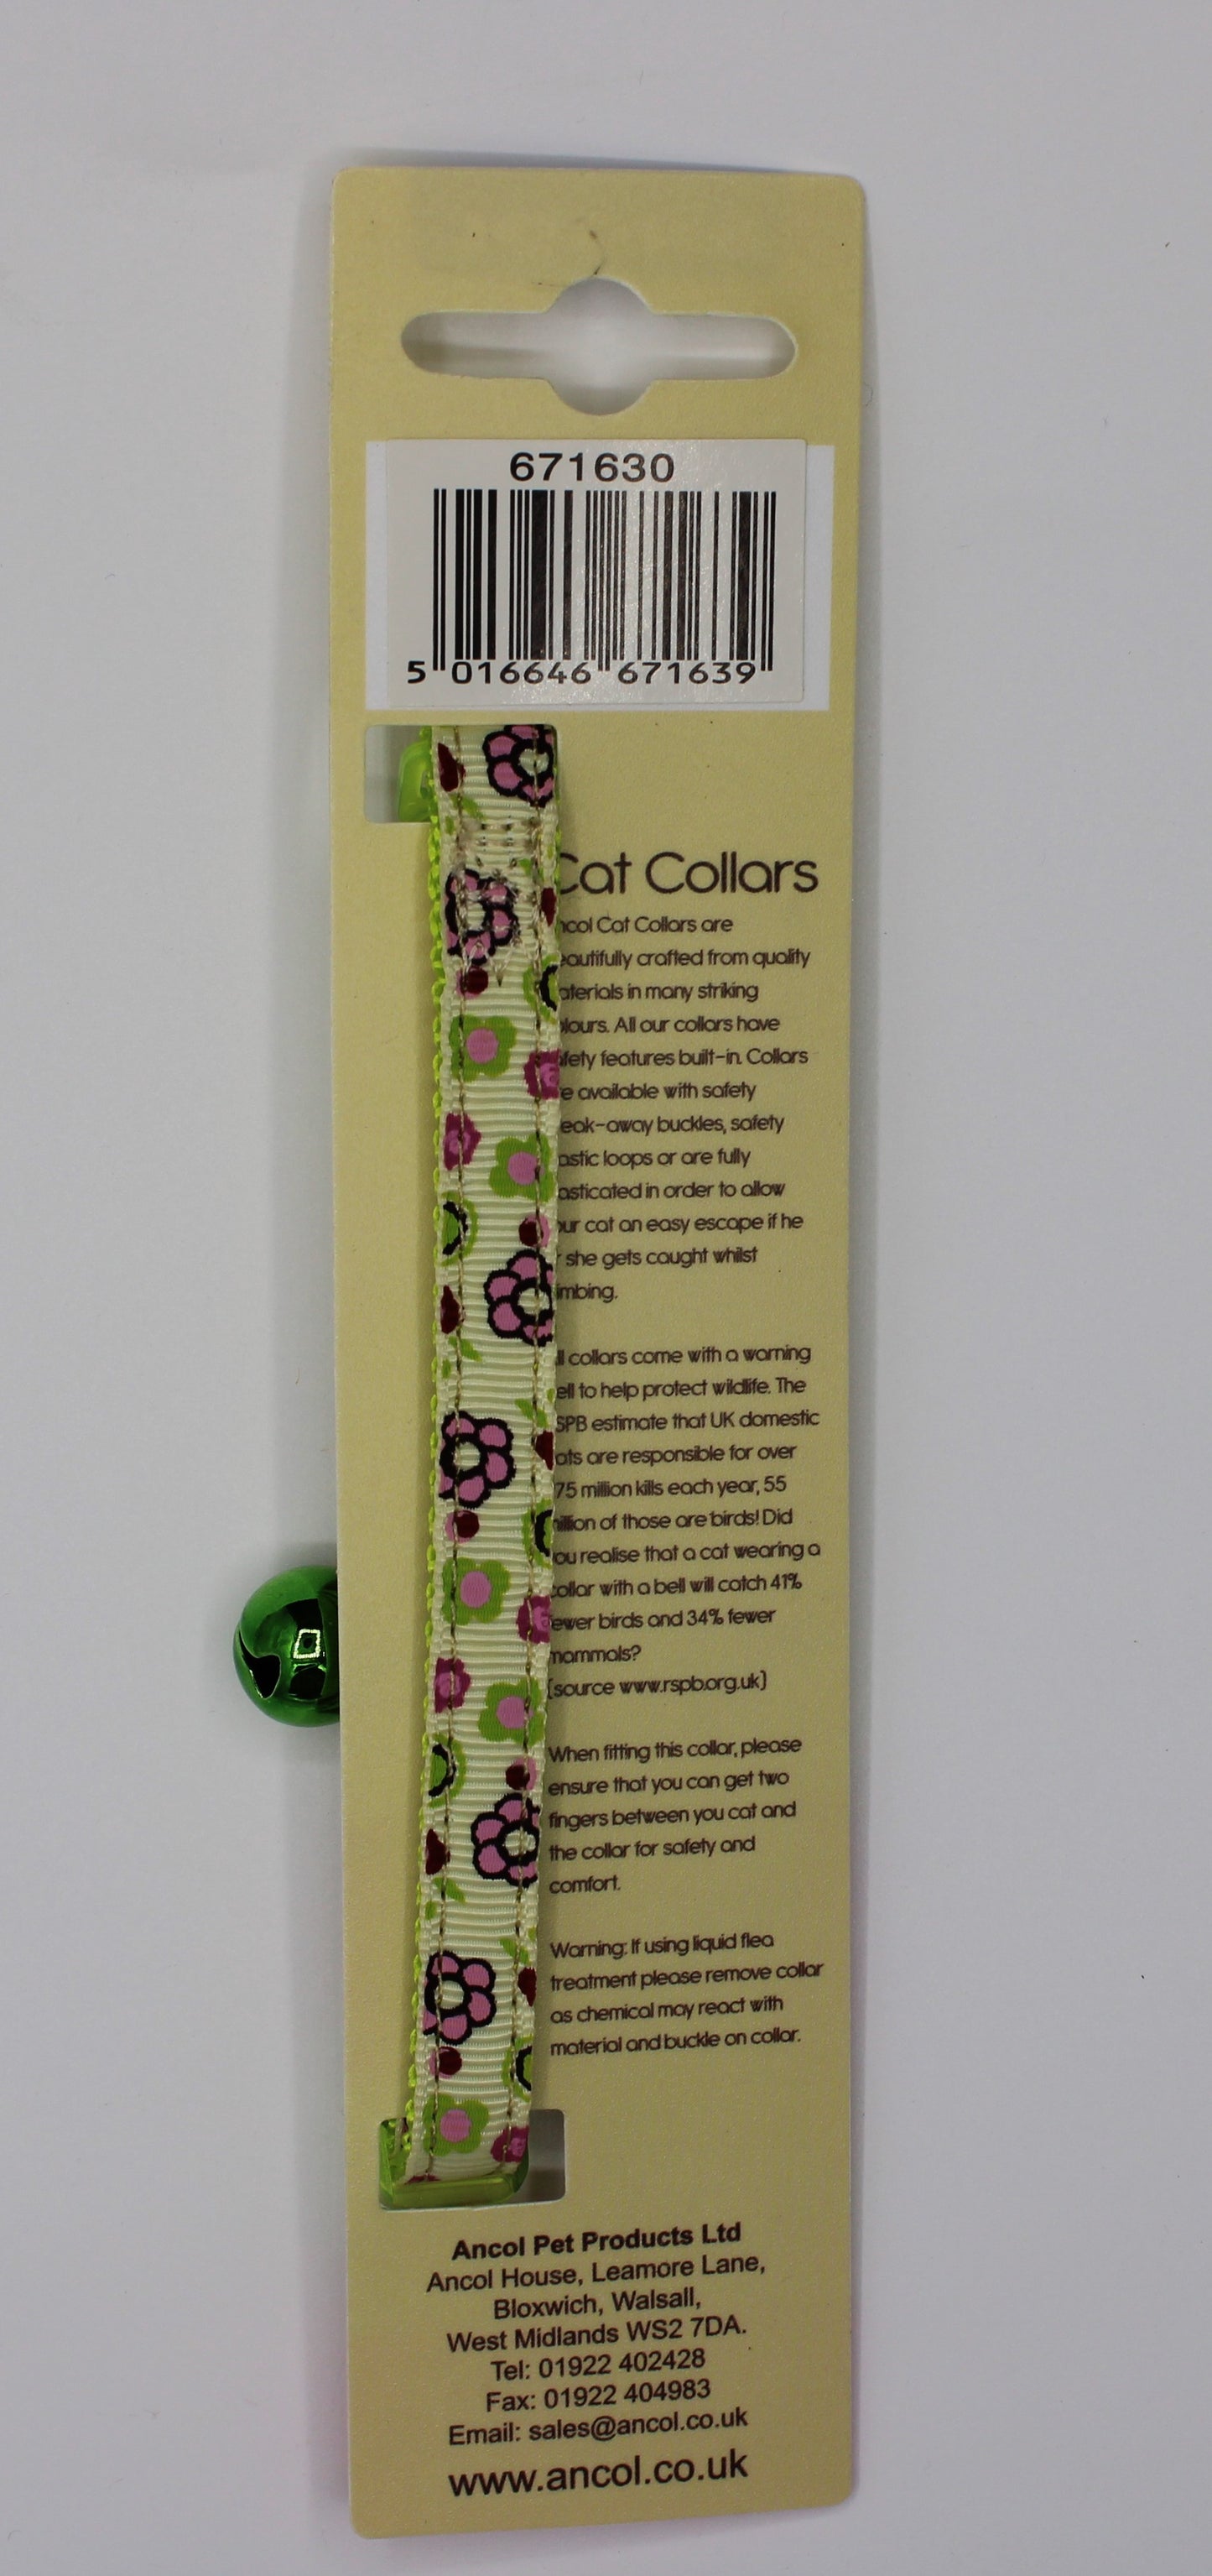 671630
5 016646 671639
Cat Collars
ncol Cat Collars are
eautifully crafted from quality
aterials in many striking
lours. All our collars have
fety features built-in. Collars
e available with safety
eak-away buckles, safety
astic loops or are fully
asticated in order to allow
ur cat an easy escape if he
she gets caught whilst
imbing.
ll collars come with a warning
ell to help protect wildlife. The
SPB estimate that UK domestic
ats are responsible for over
75 million kills each year, 55
illion of those are birds! Did
ou realise that a cat wearing a
collar with a bell will catch 41%
ewer birds and 34% fewer
mammals?
(source www.rspb.org.uk)
When fitting this collar, please
ensure that you can get two
fingers between you cat and
the collar for safety and
comfort.
Warning: If using liquid flea
treatment please remove collar
as chemical may react with
material and buckle on collar.
Ancol Pet Products Ltd
Ancol House, Leamore Lane,
Bloxwich, Walsall,
West Midlands WS2 7DA.
Tel: 01922 402428
Fax: 01922 404983
Email: sales@ancol.co.uk
www.ancol.co.uk